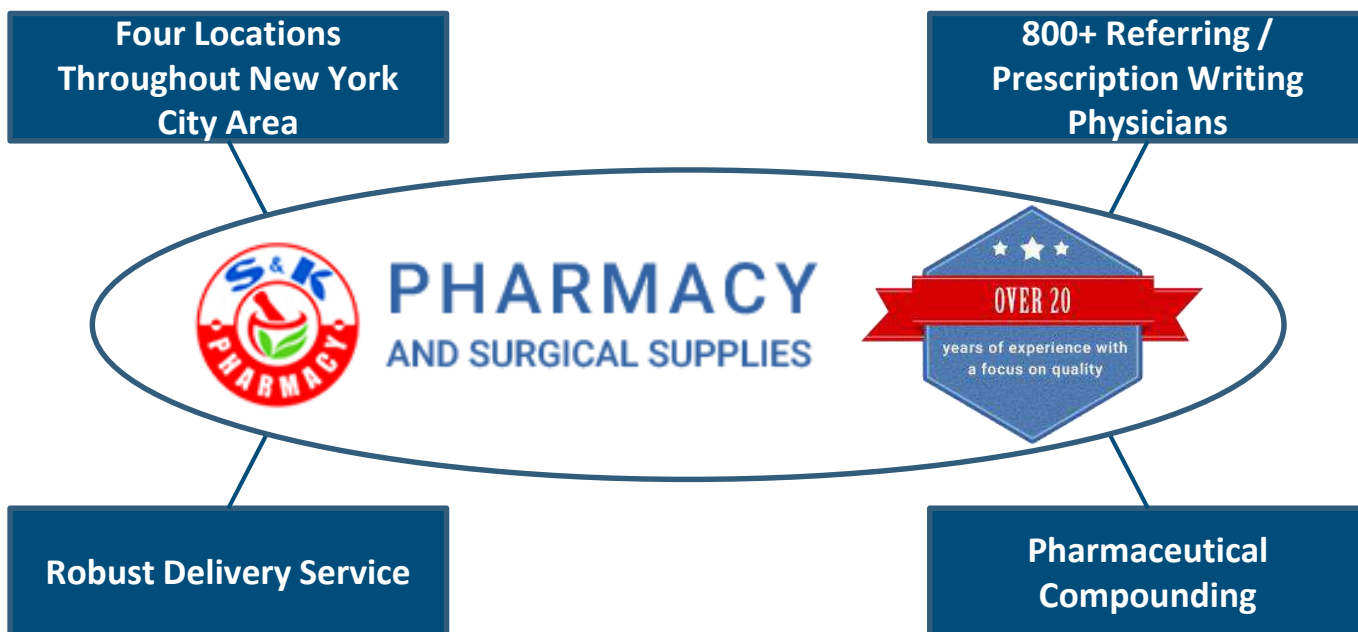 Four Locations
Throughout New York
City Area
800+ Referring /
Prescription Writing
Physicians
S & K
PHARMACY
PHARMACY
AND SURGICAL SUPPLIES
OVER 20
years of experience with
a focus on quality
Robust Delivery Service
Pharmaceutical
Compounding